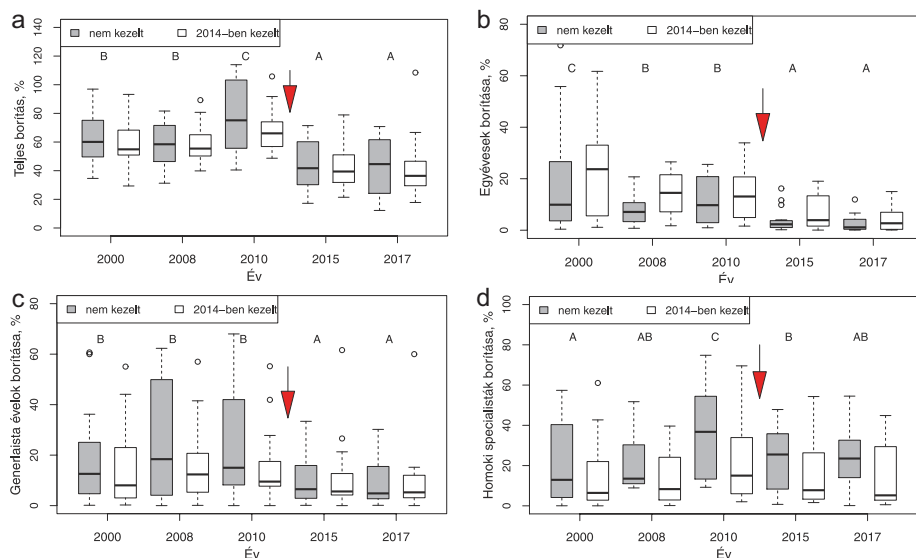 a
nem kezelt 2014–ben kezelt
B B C A A
Teljes borítás, %
0 20 40 60 80 100 120 140
2000 2008 2010 2015 2017
Év
b
nem kezelt 2014–ben kezelt
C B B A A
Egyévesek borítása, %
0 20 40 60 80
2000 2008 2010 2015 2017
Év
c
nem kezelt 2014–ben kezelt
B B B A A
Generlaista évelok borítása, %
0 20 40 60 80
2000 2008 2010 2015 2017
Év
d
nem kezelt 2014–ben kezelt
A AB C B AB
Homoki specialisták borítása, %
0 20 40 60 80 100
2000 2008 2010 2015 2017
Év